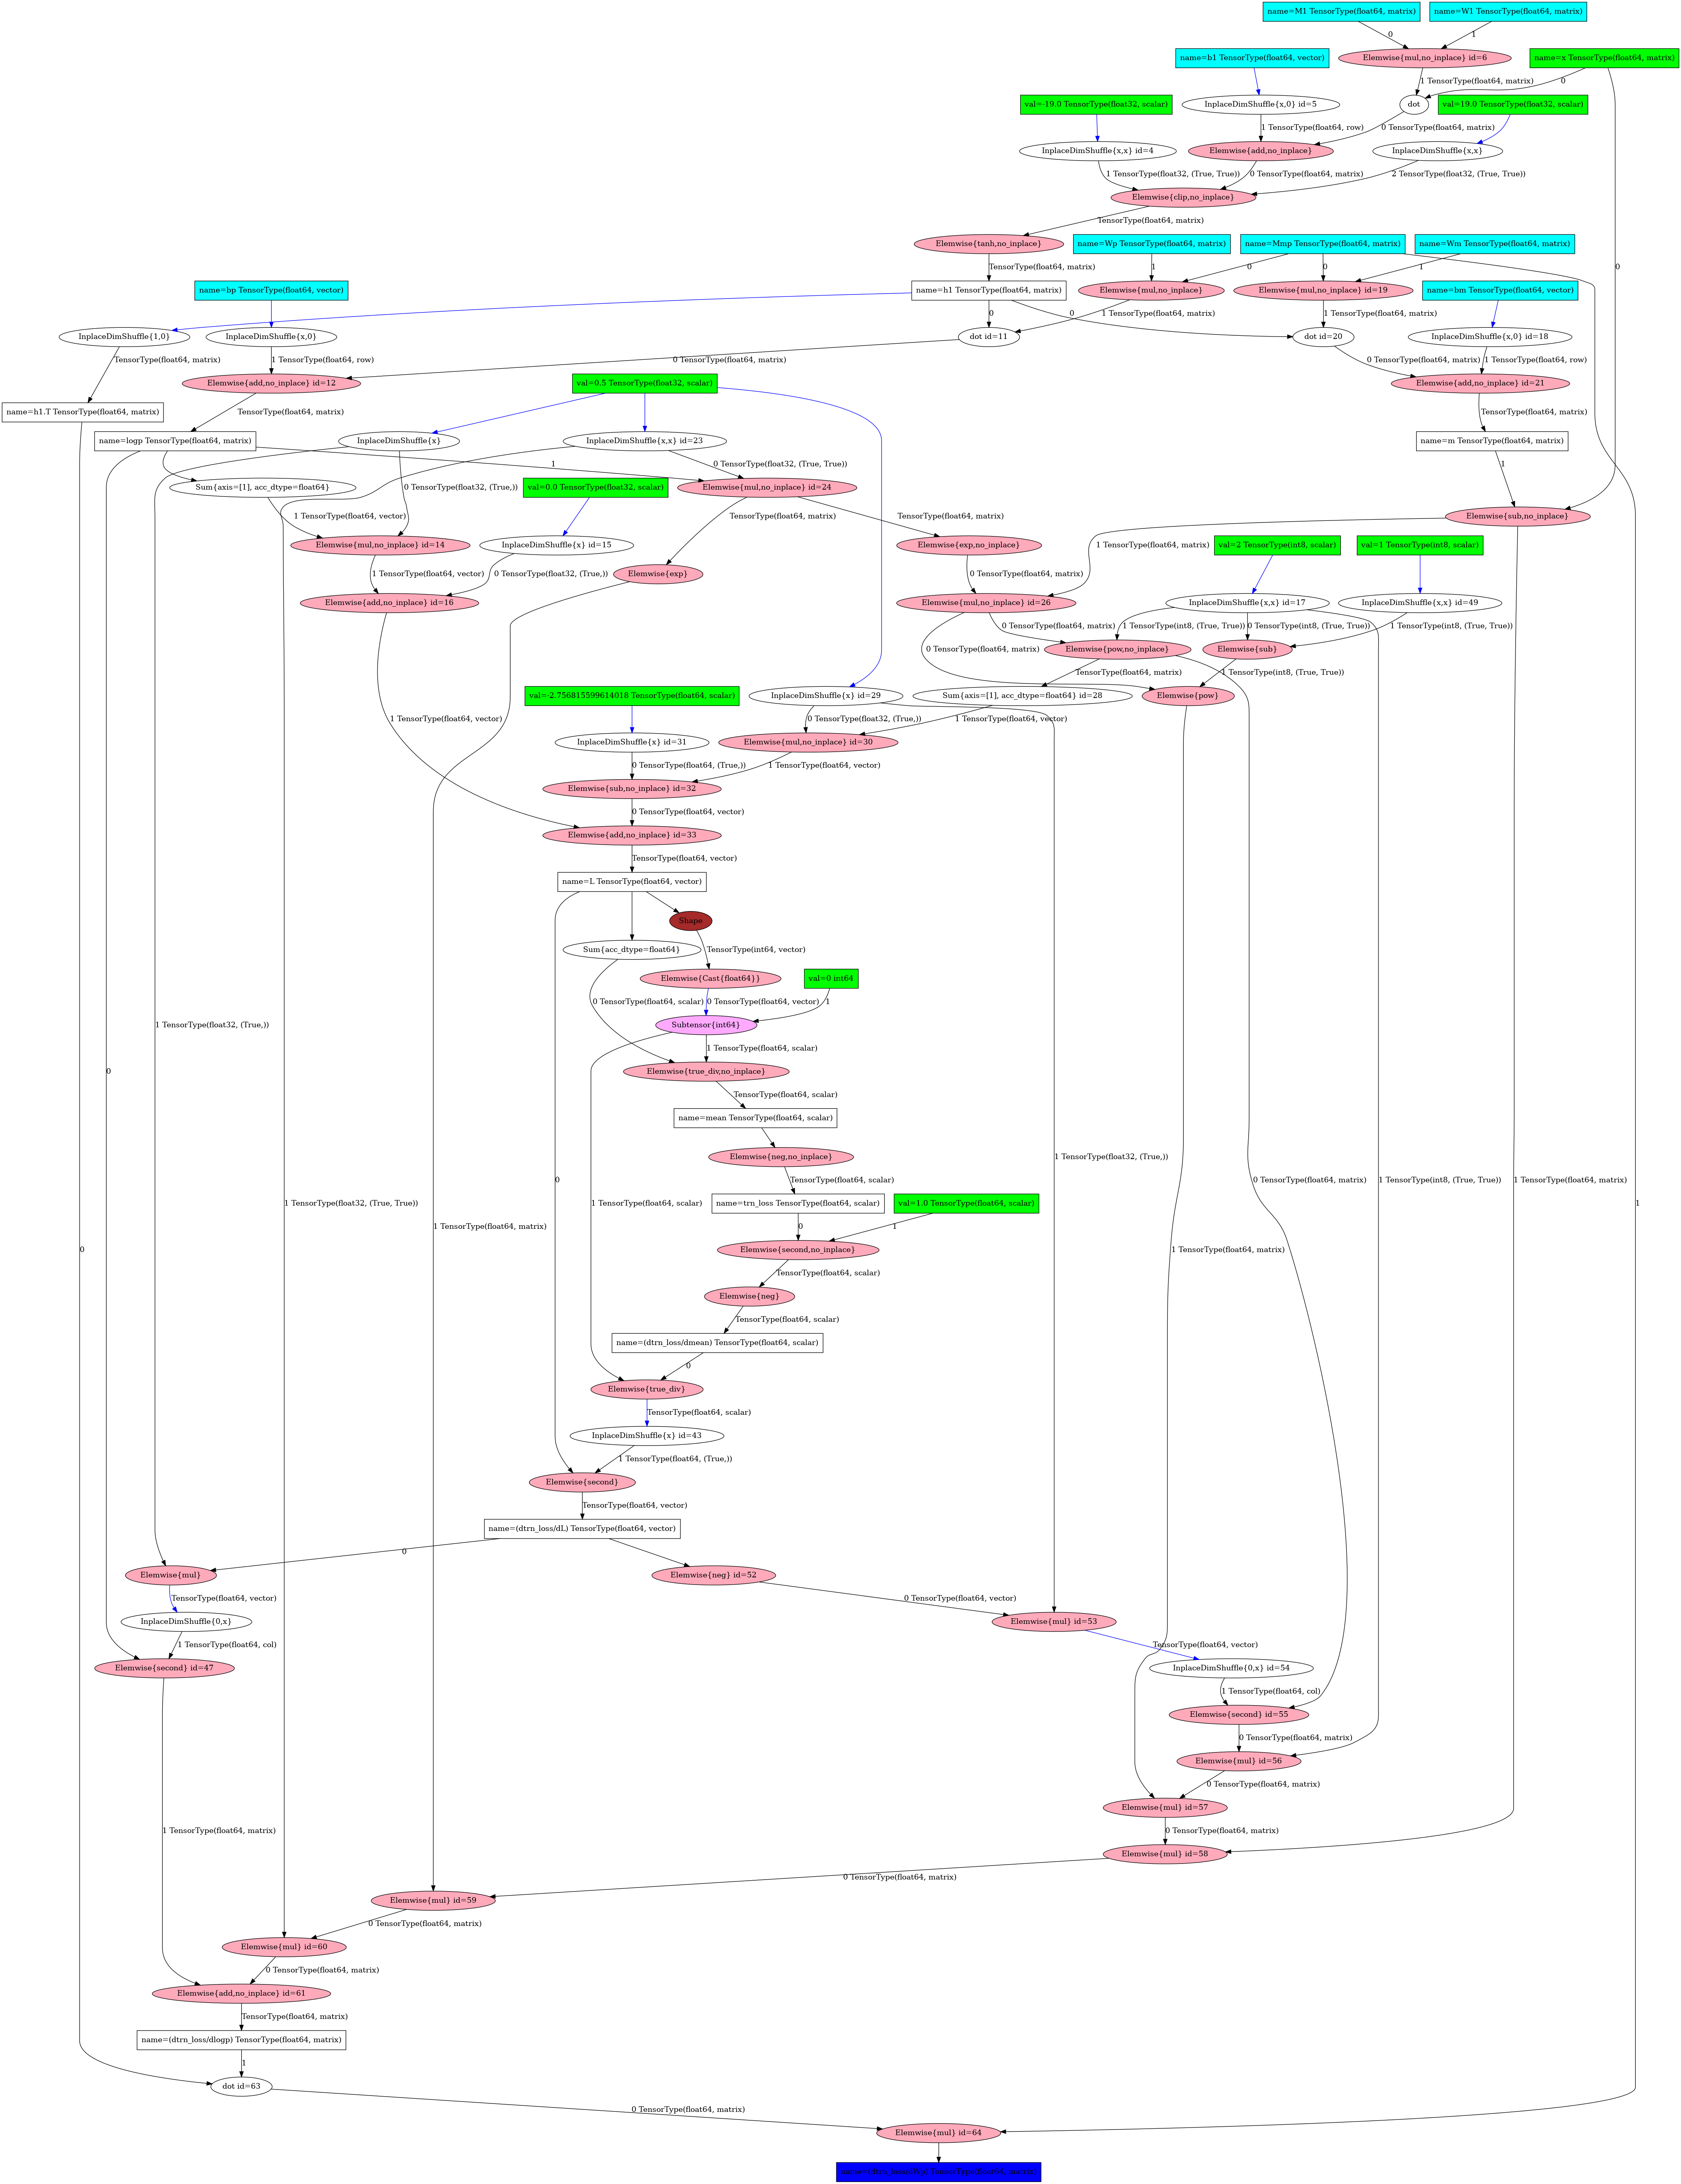 name=M1 TensorType(float64, matrix)
name=W1 TensorType(float64, matrix)
0
1
name=b1 TensorType(float64, vector)
Elemwise{mul,no_inplace} id=6
name=x TensorType(float64, matrix)
1 TensorType(float64, matrix)
0
val=-19.0 TensorType(float32, scalar)
InplaceDimShuffle{x,0} id=5
dot
val=19.0 TensorType(float32, scalar)
1 TensorType(float64, row)
0 TensorType(float64, matrix)
InplaceDimShuffle{x,x} id=4
Elemwise{add,no_inplace}
InplaceDimShuffle{x,x}
1 TensorType(float32, (True, True))
0 TensorType(float64, matrix)
2 TensorType(float32, (True, True))
Elemwise{clip,no_inplace}
TensorType(float64, matrix)
Elemwise{tanh,no_inplace}
name=Wp TensorType(float64, matrix)
name=Mmp TensorType(float64, matrix)
name=Wm TensorType(float64, matrix)
TensorType(float64, matrix)
1
0
0
1
0
name=bp TensorType(float64, vector)
name=h1 TensorType(float64, matrix)
Elemwise{mul,no_inplace}
Elemwise{mul,no_inplace} id=19
name=bm TensorType(float64, vector)
0
0
1 TensorType(float64, matrix)
1 TensorType(float64, matrix)
InplaceDimShuffle{1,0}
InplaceDimShuffle{x,0}
dot id=11
dot id=20
InplaceDimShuffle{x,0} id=18
TensorType(float64, matrix)
1 TensorType(float64, row)
0 TensorType(float64, matrix)
0 TensorType(float64, matrix)
1 TensorType(float64, row)
Elemwise{add,no_inplace} id=12
val=0.5 TensorType(float32, scalar)
Elemwise{add,no_inplace} id=21
name=h1.T TensorType(float64, matrix)
TensorType(float64, matrix)
TensorType(float64, matrix)
name=logp TensorType(float64, matrix)
InplaceDimShuffle{x}
InplaceDimShuffle{x,x} id=23
name=m TensorType(float64, matrix)
1
0 TensorType(float32, (True, True))
1
Sum{axis=[1], acc_dtype=float64}
0 TensorType(float32, (True,))
val=0.0 TensorType(float32, scalar)
Elemwise{mul,no_inplace} id=24
1 TensorType(float64, vector)
TensorType(float64, matrix)
TensorType(float64, matrix)
Elemwise{sub,no_inplace}
Elemwise{mul,no_inplace} id=14
InplaceDimShuffle{x} id=15
Elemwise{exp,no_inplace}
1 TensorType(float64, matrix)
val=2 TensorType(int8, scalar)
val=1 TensorType(int8, scalar)
1 TensorType(float64, vector)
0 TensorType(float32, (True,))
Elemwise{exp}
0 TensorType(float64, matrix)
Elemwise{add,no_inplace} id=16
Elemwise{mul,no_inplace} id=26
InplaceDimShuffle{x,x} id=17
InplaceDimShuffle{x,x} id=49
0 TensorType(float64, matrix)
1 TensorType(int8, (True, True))
0 TensorType(int8, (True, True))
1 TensorType(int8, (True, True))
0 TensorType(float64, matrix)
Elemwise{pow,no_inplace}
Elemwise{sub}
TensorType(float64, matrix)
1 TensorType(int8, (True, True))
val=-2.756815599614018 TensorType(float64, scalar)
InplaceDimShuffle{x} id=29
Sum{axis=[1], acc_dtype=float64} id=28
Elemwise{pow}
1 TensorType(float64, vector)
0 TensorType(float32, (True,))
1 TensorType(float64, vector)
InplaceDimShuffle{x} id=31
Elemwise{mul,no_inplace} id=30
0 TensorType(float64, (True,))
1 TensorType(float64, vector)
Elemwise{sub,no_inplace} id=32
0 TensorType(float64, vector)
Elemwise{add,no_inplace} id=33
TensorType(float64, vector)
name=L TensorType(float64, vector)
Shape
Sum{acc_dtype=float64}
TensorType(int64, vector)
Elemwise{Cast{float64}}
val=0 int64
0 TensorType(float64, scalar)
0 TensorType(float64, vector)
1
1 TensorType(float32, (True,))
Subtensor{int64}
1 TensorType(float64, scalar)
0
Elemwise{true_div,no_inplace}
TensorType(float64, scalar)
name=mean TensorType(float64, scalar)
Elemwise{neg,no_inplace}
1 TensorType(float32, (True,))
0
TensorType(float64, scalar)
0 TensorType(float64, matrix)
1 TensorType(int8, (True, True))
1 TensorType(float64, matrix)
1 TensorType(float32, (True, True))
1 TensorType(float64, scalar)
name=trn_loss TensorType(float64, scalar)
val=1.0 TensorType(float64, scalar)
1
1 TensorType(float64, matrix)
0
1
0
Elemwise{second,no_inplace}
1 TensorType(float64, matrix)
TensorType(float64, scalar)
Elemwise{neg}
TensorType(float64, scalar)
name=(dtrn_loss/dmean) TensorType(float64, scalar)
0
Elemwise{true_div}
TensorType(float64, scalar)
InplaceDimShuffle{x} id=43
1 TensorType(float64, (True,))
Elemwise{second}
TensorType(float64, vector)
name=(dtrn_loss/dL) TensorType(float64, vector)
0
Elemwise{mul}
Elemwise{neg} id=52
TensorType(float64, vector)
0 TensorType(float64, vector)
InplaceDimShuffle{0,x}
Elemwise{mul} id=53
1 TensorType(float64, col)
TensorType(float64, vector)
Elemwise{second} id=47
InplaceDimShuffle{0,x} id=54
1 TensorType(float64, col)
Elemwise{second} id=55
0 TensorType(float64, matrix)
Elemwise{mul} id=56
0 TensorType(float64, matrix)
Elemwise{mul} id=57
1 TensorType(float64, matrix)
0 TensorType(float64, matrix)
Elemwise{mul} id=58
0 TensorType(float64, matrix)
Elemwise{mul} id=59
0 TensorType(float64, matrix)
Elemwise{mul} id=60
0 TensorType(float64, matrix)
Elemwise{add,no_inplace} id=61
TensorType(float64, matrix)
name=(dtrn_loss/dlogp) TensorType(float64, matrix)
1
dot id=63
0 TensorType(float64, matrix)
Elemwise{mul} id=64
name=(dtrn_loss/dWp) TensorType(float64, matrix)